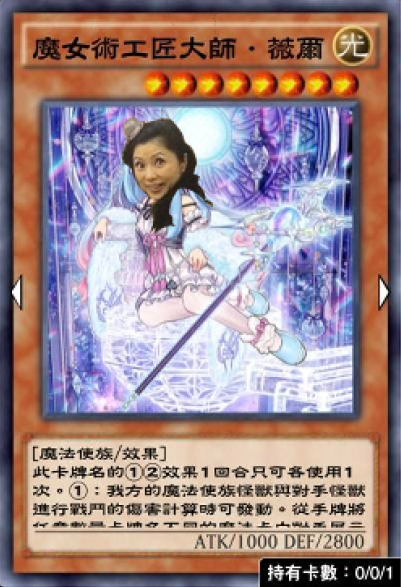 魔女術工匠大師・薇爾
光
[魔法使族/效果]
此卡牌名的①②效果1回合只可各使用1
次。①：我方的魔法使族怪獸與對手怪獸
進行戰鬥的傷害計算時可發動。從手牌將
ATK/1000 DEF/2800
持有卡數：0/0/1